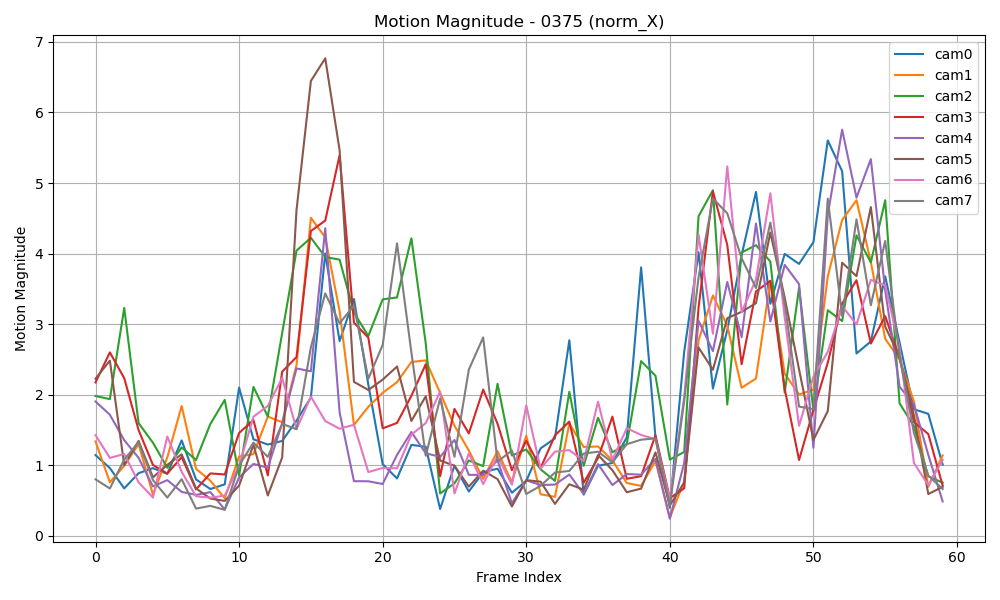 Motion Magnitude - 0375 (norm_X)
Motion Magnitude
7
6
5
4
3
2
1
0
cam0
cam1
cam2
cam3
cam4
cam5
cam6
cam7
0 10 20 30 40 50 60
Frame Index